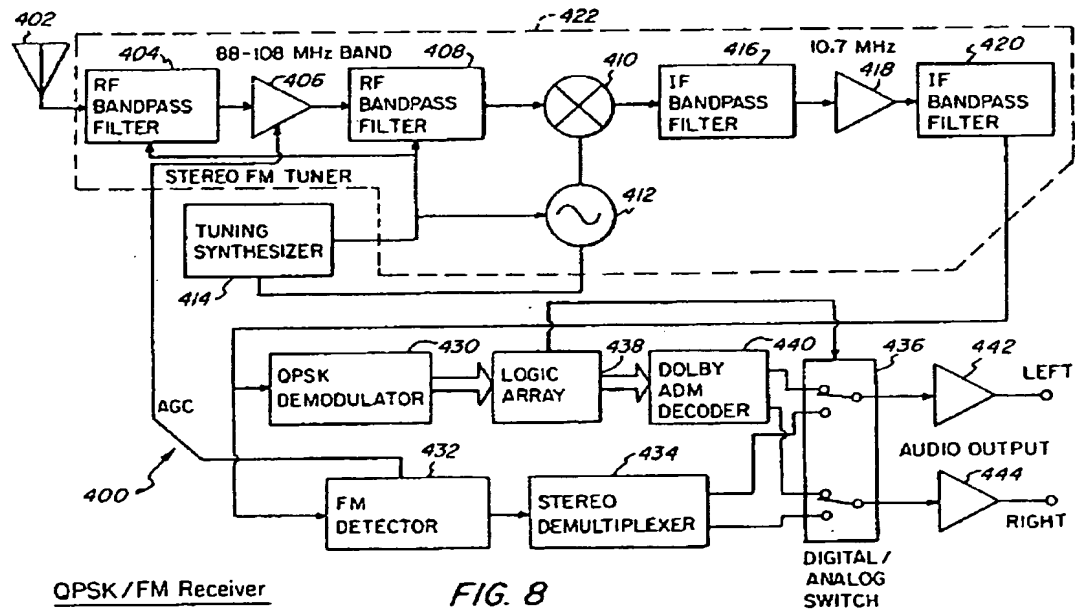 402
422
404
88-108 MHz BAND
408
406
410
416
10.7 MHz
418
420
RF
BANDPASS
FILTER
RF
BANDPASS
FILTER
IF
BANDPASS
FILTER
IF
BANDPASS
FILTER
STEREO FM TUNER
412
TUNING
SYNTHESIZER
414
430
438
440
436
442
QPSK
DEMODULATOR
LOGIC
ARRAY
DOLBY
ADM
DECODER
LEFT
AGC
400
432
434
AUDIO OUTPUT
444
FM
DETECTOR
STEREO
DEMULTIPLEXER
RIGHT
DIGITAL/
ANALOG
SWITCH
QPSK/FM Receiver
FIG. 8